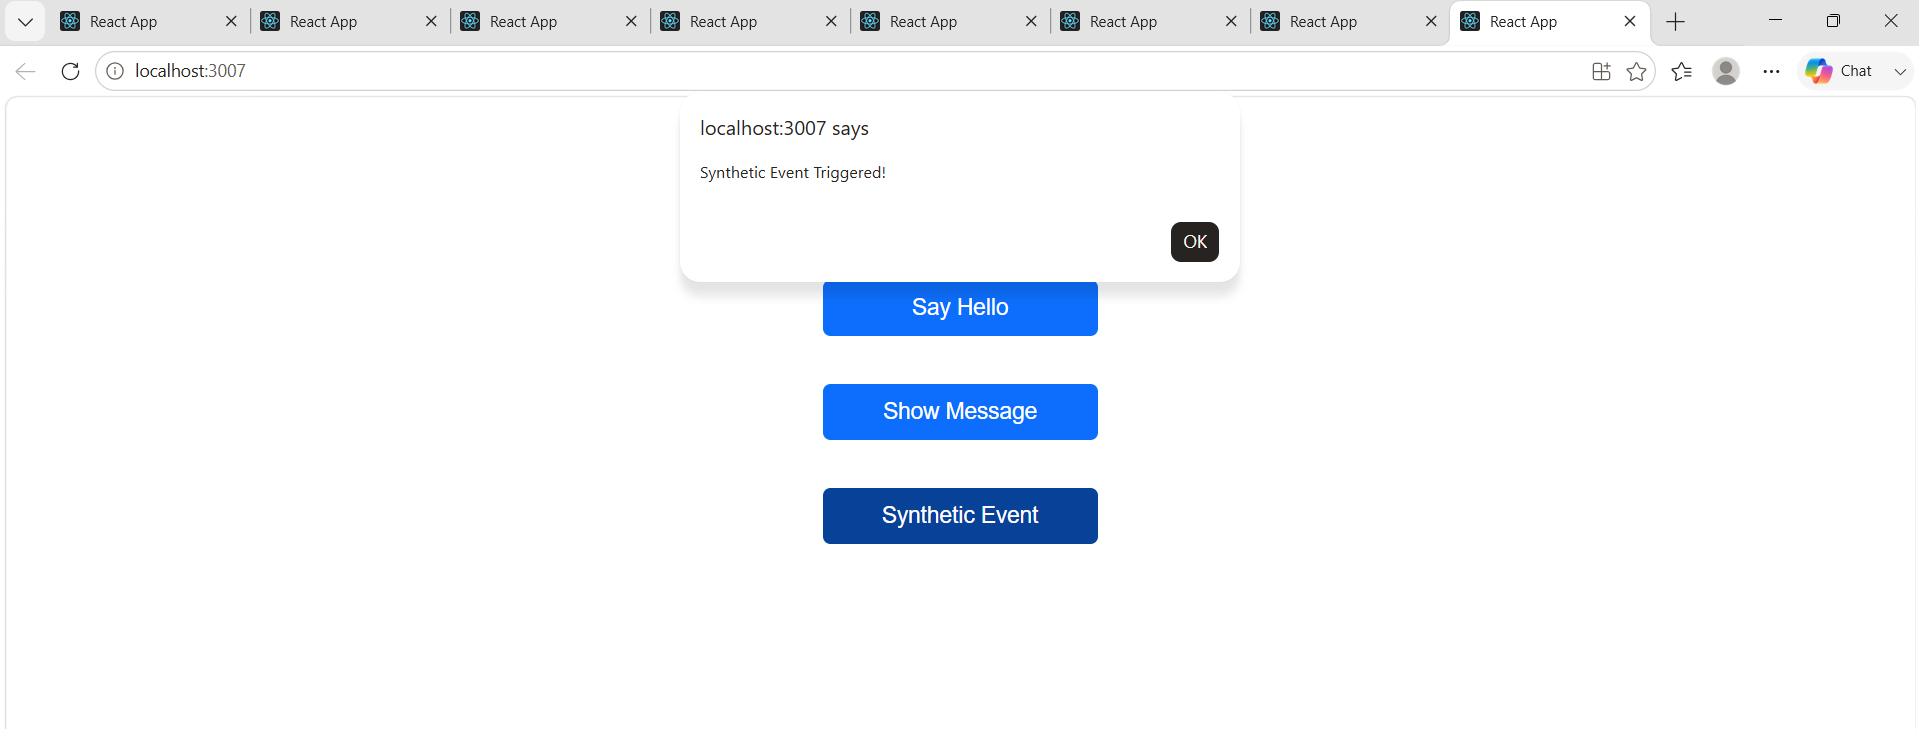 React App
React App
React App
React App
React App
React App
React App
React App
localhost:3007
Chat
localhost:3007 says
Synthetic Event Triggered!
OK
Say Hello
Show Message
Synthetic Event